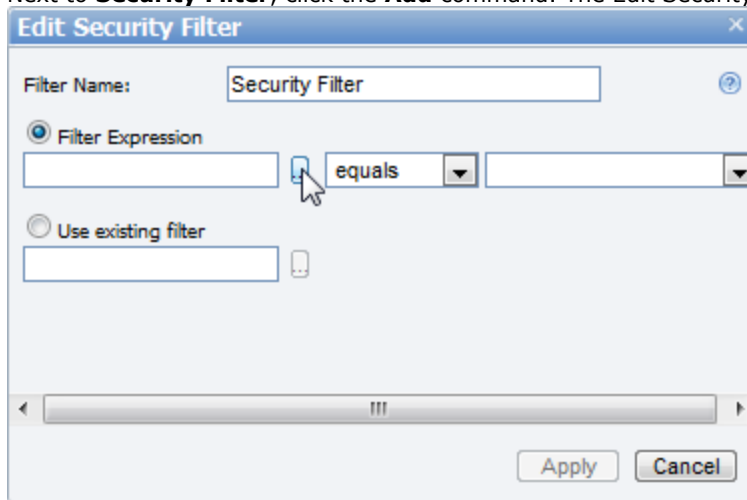 Next to Security Filter, click the Add command. The Edit Security
Edit Security Filter
Filter Name: Security Filter
Filter Expression
equals
Use existing filter
Apply Cancel